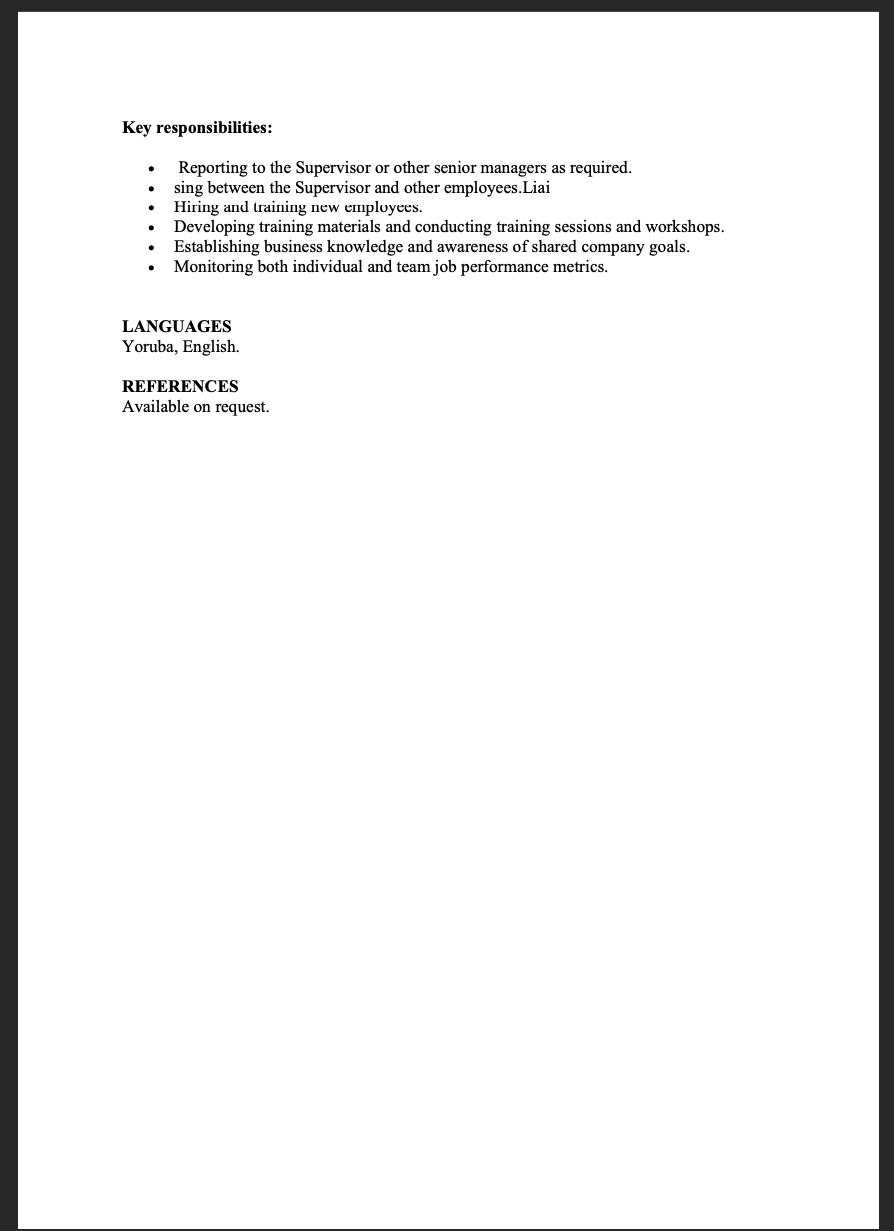 Key responsibilities:
• Reporting to the Supervisor or other senior managers as required.
• sing between the Supervisor and other employees.Liai
• Hiring and training new employees.
• Developing training materials and conducting training sessions and workshops.
• Establishing business knowledge and awareness of shared company goals.
• Monitoring both individual and team job performance metrics.
LANGUAGES
Yoruba, English.
REFERENCES
Available on request.